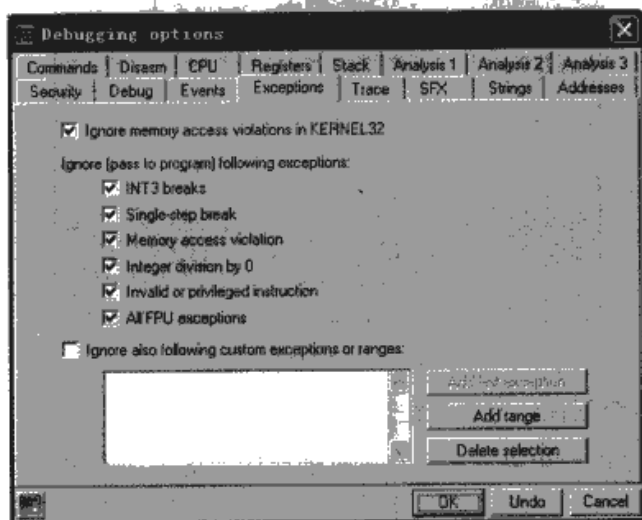 Debugging options
Commands Disasm CPU Registers Stack Analysis 1 Analysis 2 Analysis 3
Security Debug Events Exceptions Trace SFX Strings Addresses
Ignore memory access violations in KERNEL32
Ignore (pass to program) following exceptions:
INT3 breaks
Single-step break
Memory access violation
Integer division by 0
Invalid or privileged instruction
All FPU exceptions
Ignore also following custom exceptions or ranges:
Add last exception
Add range
Delete selection
OK Undo Cancel